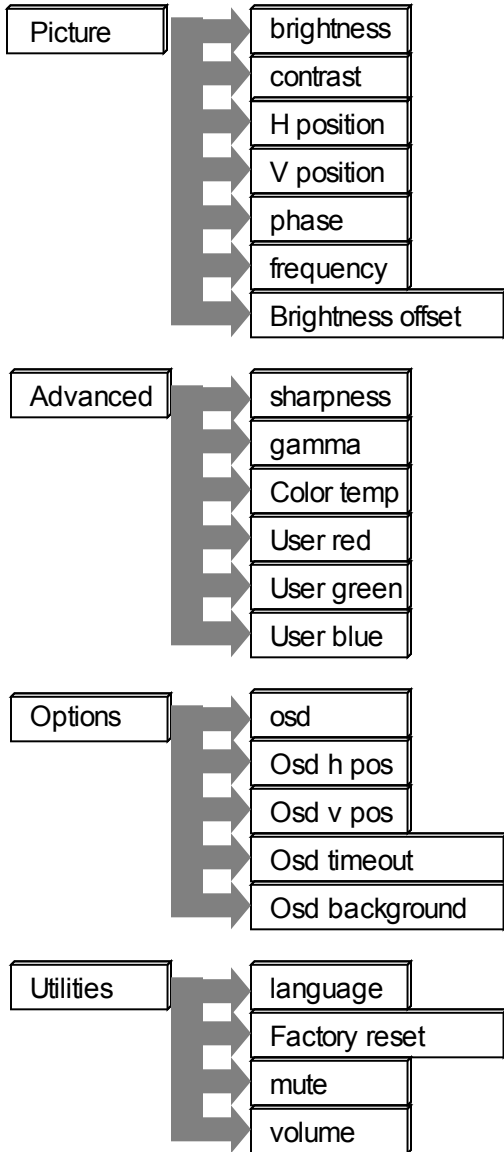 Picture
brightness
contrast
H position
V position
phase
frequency
Brightness offset
Advanced
sharpness
gamma
Color temp
User red
User green
User blue
Options
osd
Osd h pos
Osd v pos
Osd timeout
Osd background
Utilities
language
Factory reset
mute
volume